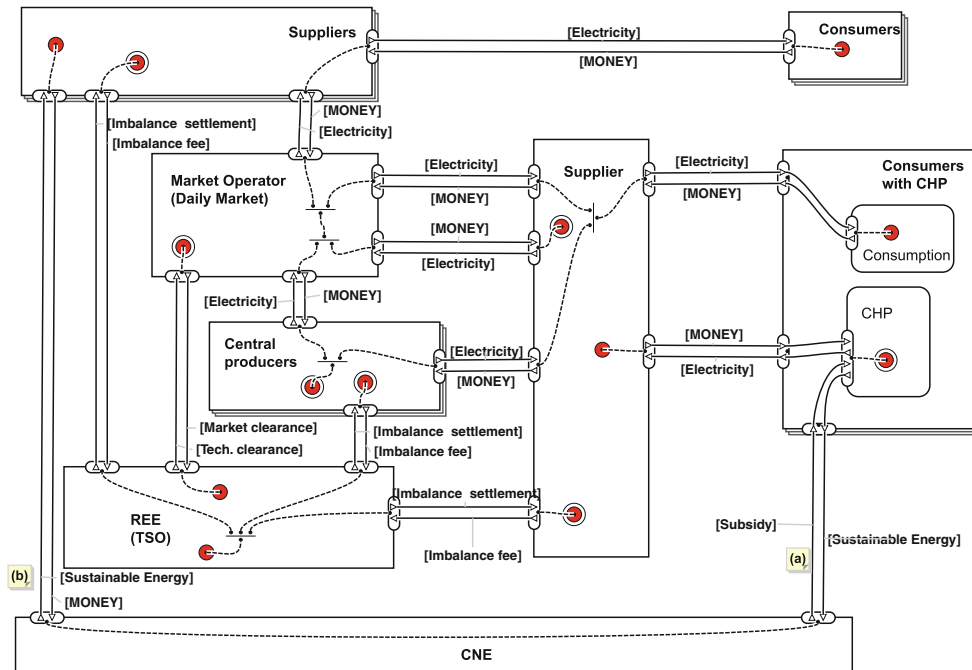 Suppliers
[Electricity]
[MONEY]
Consumers
[MONEY]
[Electricity]
[Imbalance settlement]
[Imbalance fee]
Market Operator
(Daily Market)
[Electricity]
[MONEY]
[MONEY]
[Electricity]
Supplier
[Electricity]
[MONEY]
Consumers
with CHP
Consumption
[Electricity]
[MONEY]
Central
producers
[Electricity]
[MONEY]
[MONEY]
[Electricity]
CHP
[Market clearance]
[Tech. clearance]
[Imbalance settlement]
[Imbalance fee]
REE
(TSO)
[Imbalance settlement]
[Imbalance fee]
[Subsidy]
[Sustainable Energy]
(a)
(b)
[Sustainable Energy]
[MONEY]
CNE